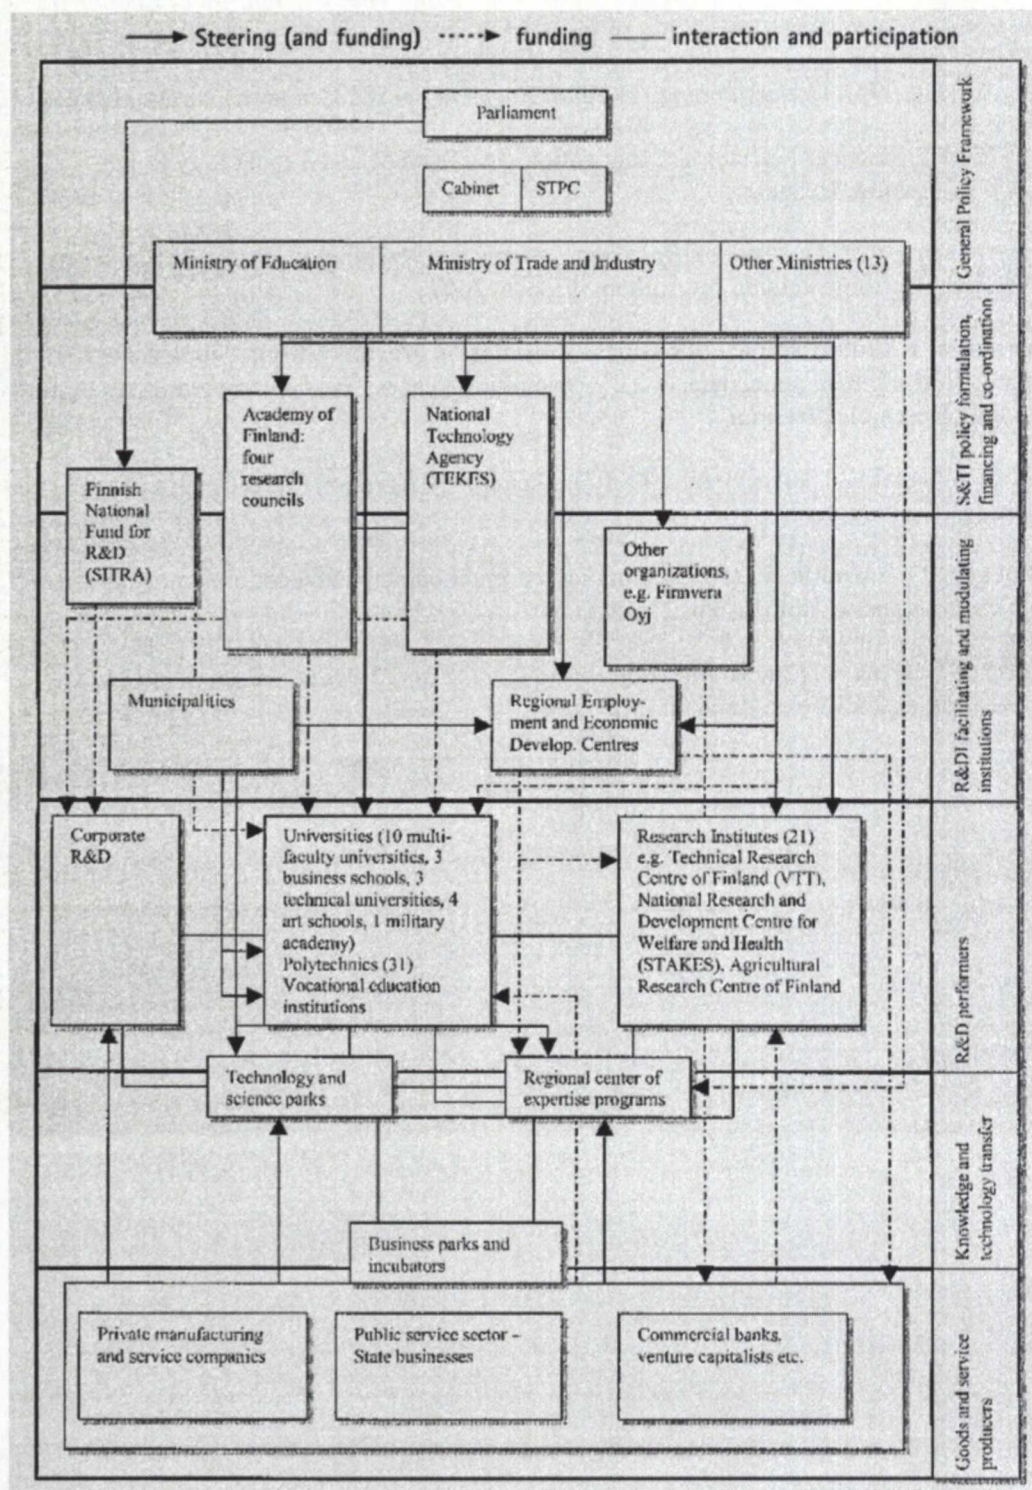 Steering (and funding) funding interaction and participation
Parliament
Cabinet STPC
Ministry of Education Ministry of Trade and Industry Other Ministries (13)
General Policy Framework
Academy of
Finland:
four
research
councils
National
Technology
Agency
(TEKES)
S&TI policy formulation,
financing and co-ordination
Finnish
National
Fund for
R&D
(SITRA)
Other
organizations,
e.g. Finnvera
Oyj
Municipalities
Regional Employ-
ment and Economic
Develop. Centres
R&DI facilitating and modulating
institutions
Corporate
R&D
Universities (10 multi-
faculty universities, 3
business schools, 3
technical universities, 4
art schools, 1 military
academy)
Polytechnics (31)
Vocational education
institutions
Research Institutes (21)
e.g. Technical Research
Centre of Finland (VTT),
National Research and
Development Centre for
Welfare and Health
(STAKES), Agricultural
Research Centre of Finland
R&D performers
Technology and
science parks
Regional center of
expertise programs
Knowledge and
technology transfer
Business parks and
incubators
Private manufacturing
and service companies
Public service sector –
State businesses
Commercial banks,
venture capitalists etc.
Goods and service
producers